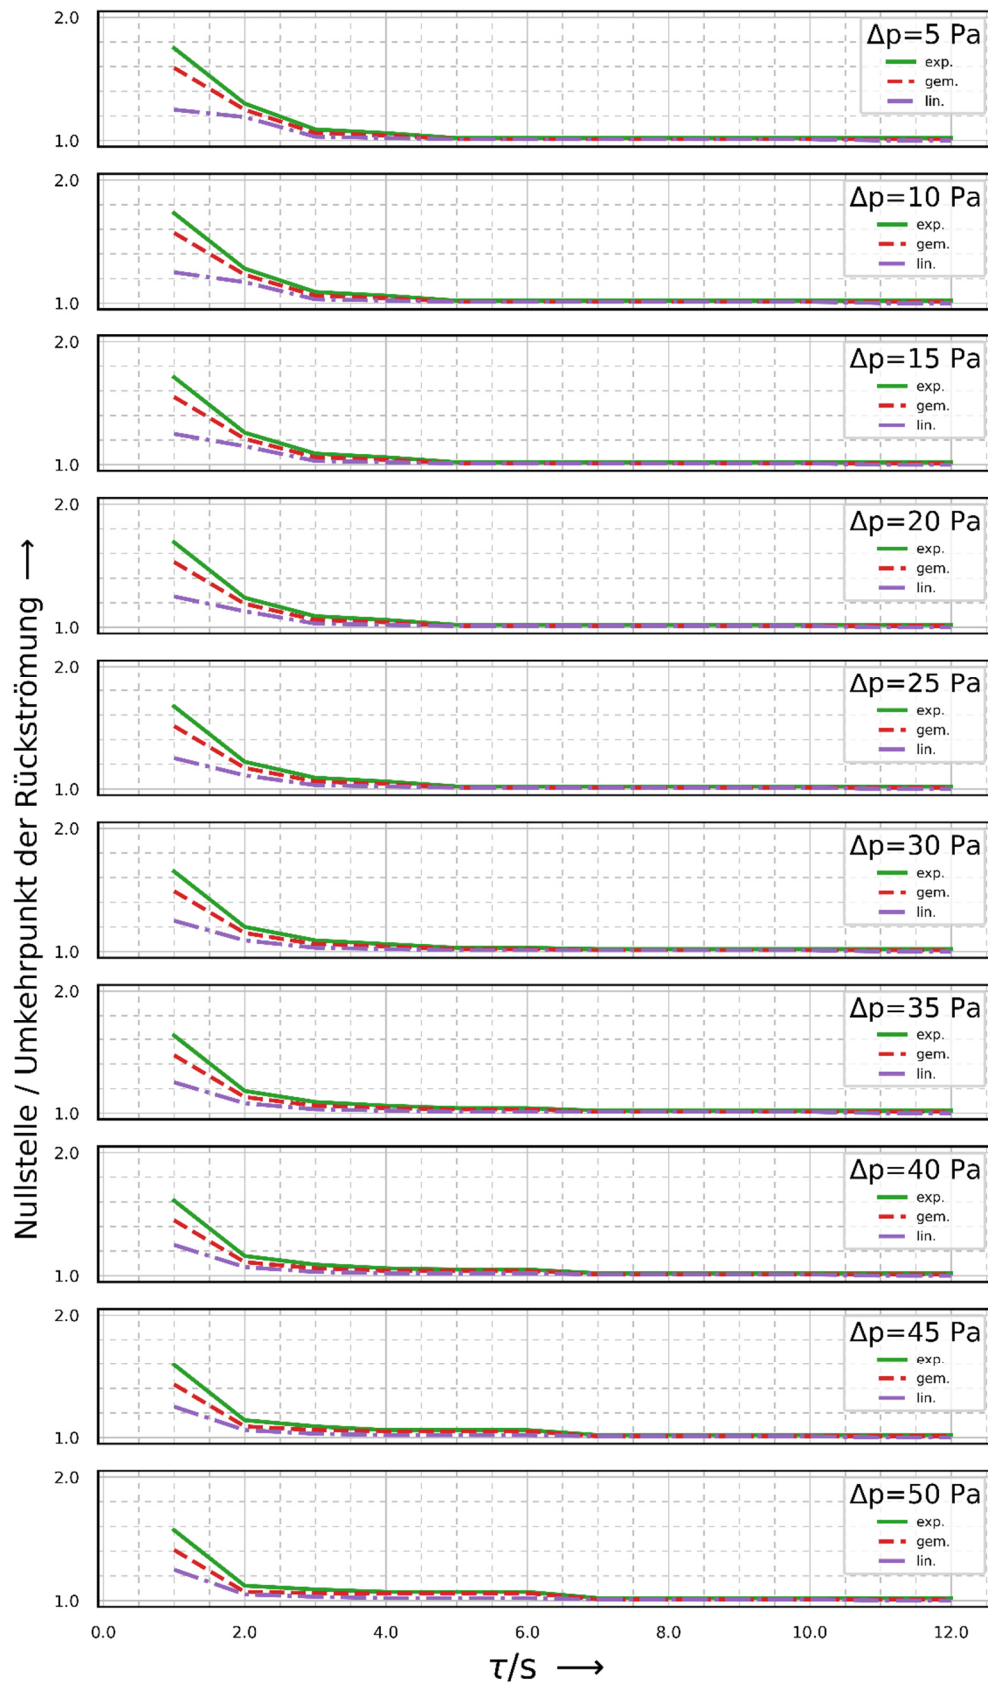 2.0
Δp=5 Pa
exp.
gem.
lin.
1.0
2.0
Δp=10 Pa
exp.
gem.
lin.
1.0
2.0
Δp=15 Pa
exp.
gem.
lin.
1.0
2.0
Δp=20 Pa
exp.
gem.
lin.
1.0
2.0
Δp=25 Pa
exp.
gem.
lin.
1.0
2.0
Δp=30 Pa
exp.
gem.
lin.
1.0
2.0
Δp=35 Pa
exp.
gem.
lin.
1.0
2.0
Δp=40 Pa
exp.
gem.
lin.
1.0
2.0
Δp=45 Pa
exp.
gem.
lin.
1.0
2.0
Δp=50 Pa
exp.
gem.
lin.
1.0
0.0 2.0 4.0 6.0 8.0 10.0 12.0
τ/s ⟶
Nullstelle / Umkehrpunkt der Rückströmung ⟶